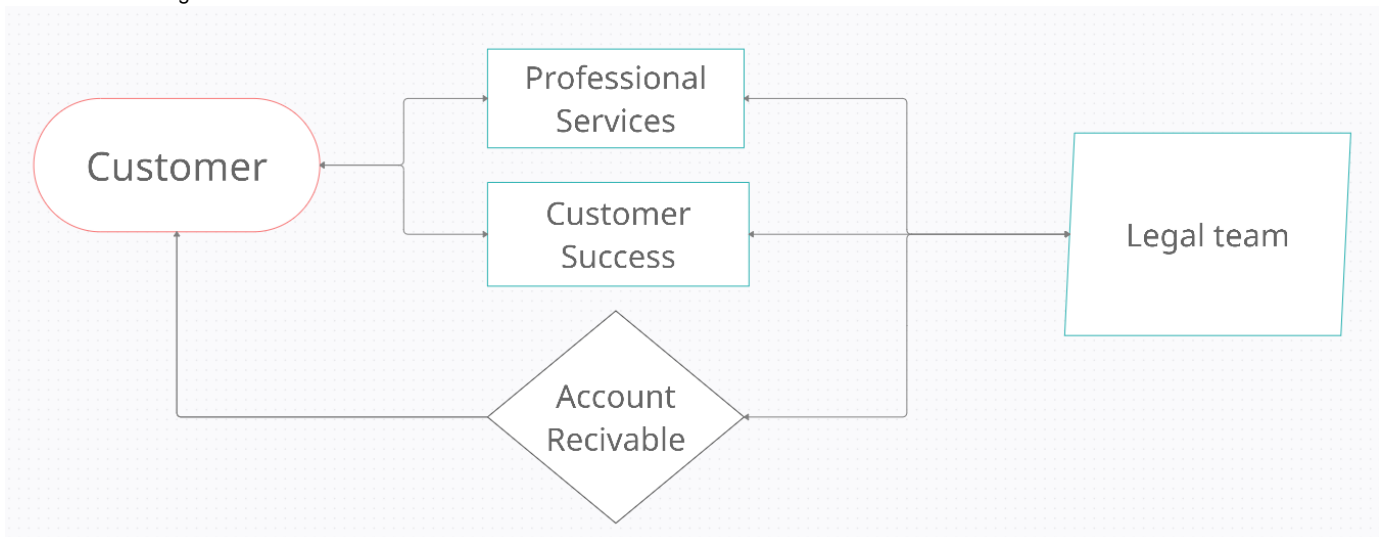 Professional
Services
Customer
Customer
Success
Legal team
Account
Recivable